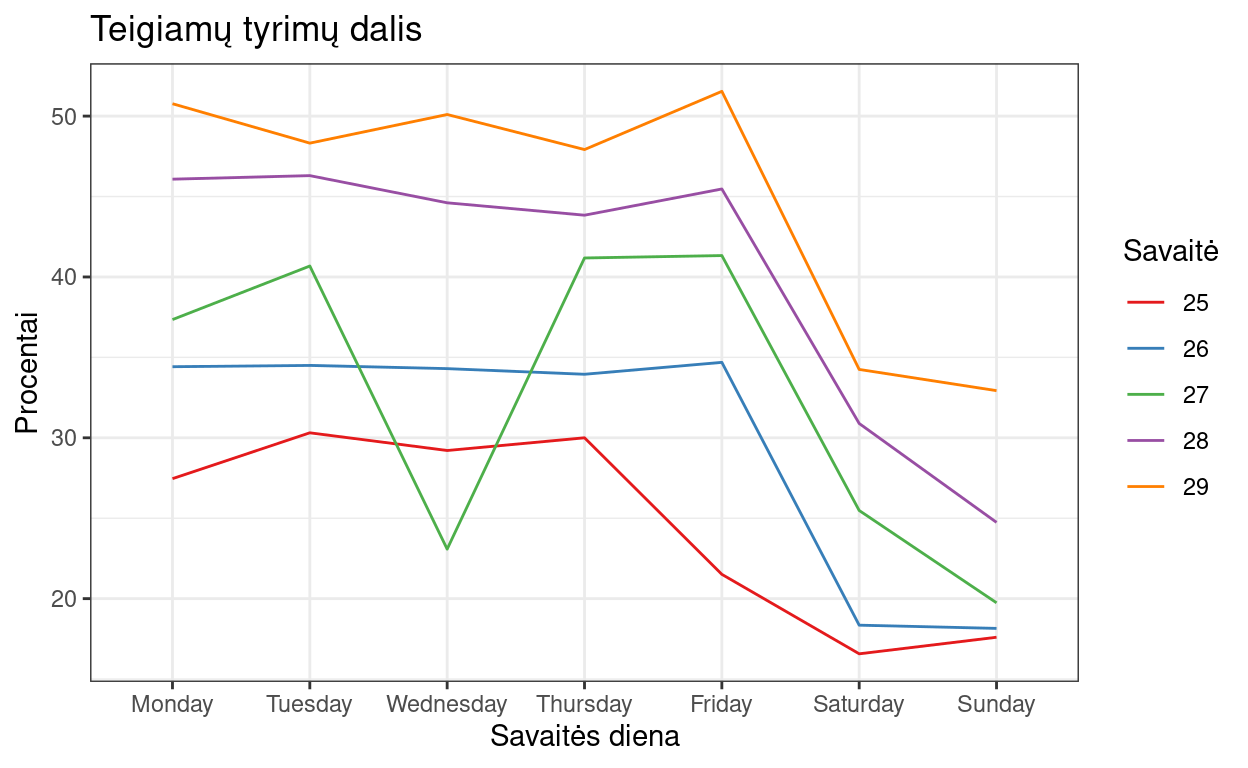 Teigiamų tyrimų dalis
Procentai
50
40
30
20
Monday Tuesday Wednesday Thursday Friday Saturday Sunday
Savaitės diena
Savaitė
25
26
27
28
29